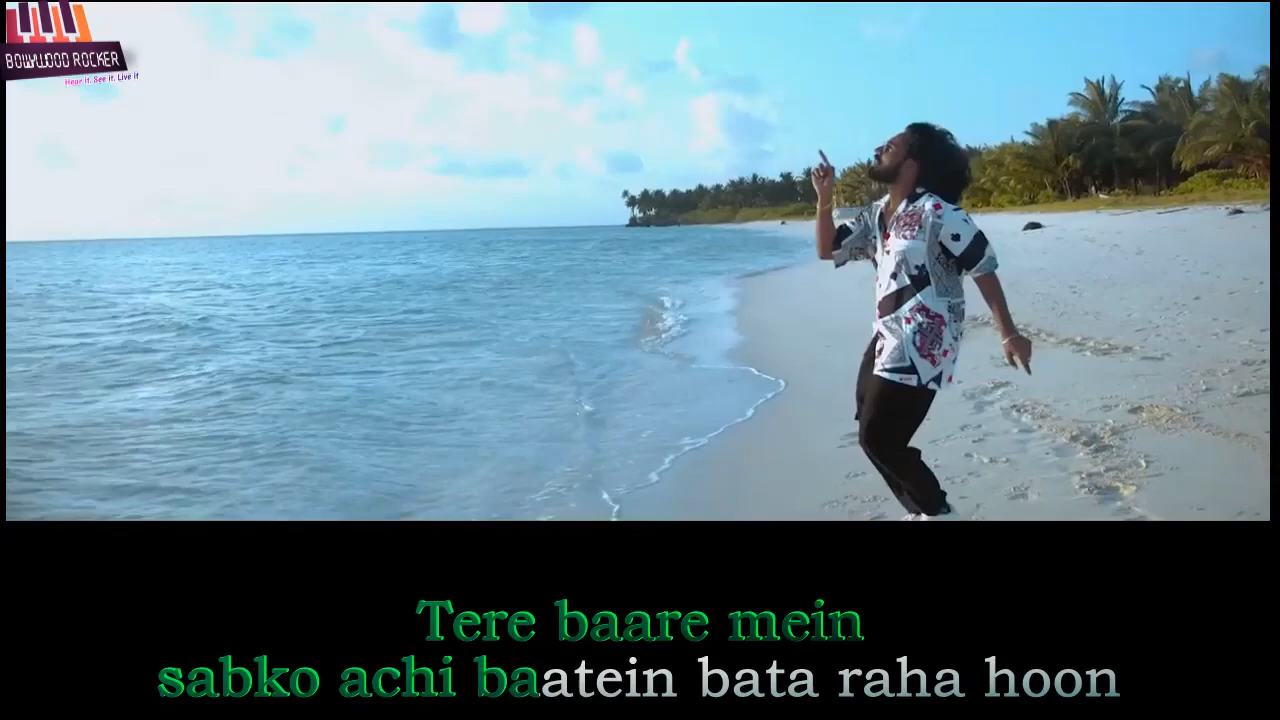 BOLLYWOOD ROCKER
Hear it. See it. Live it
Tere baare mein
sabko achi baatein bata raha hoon